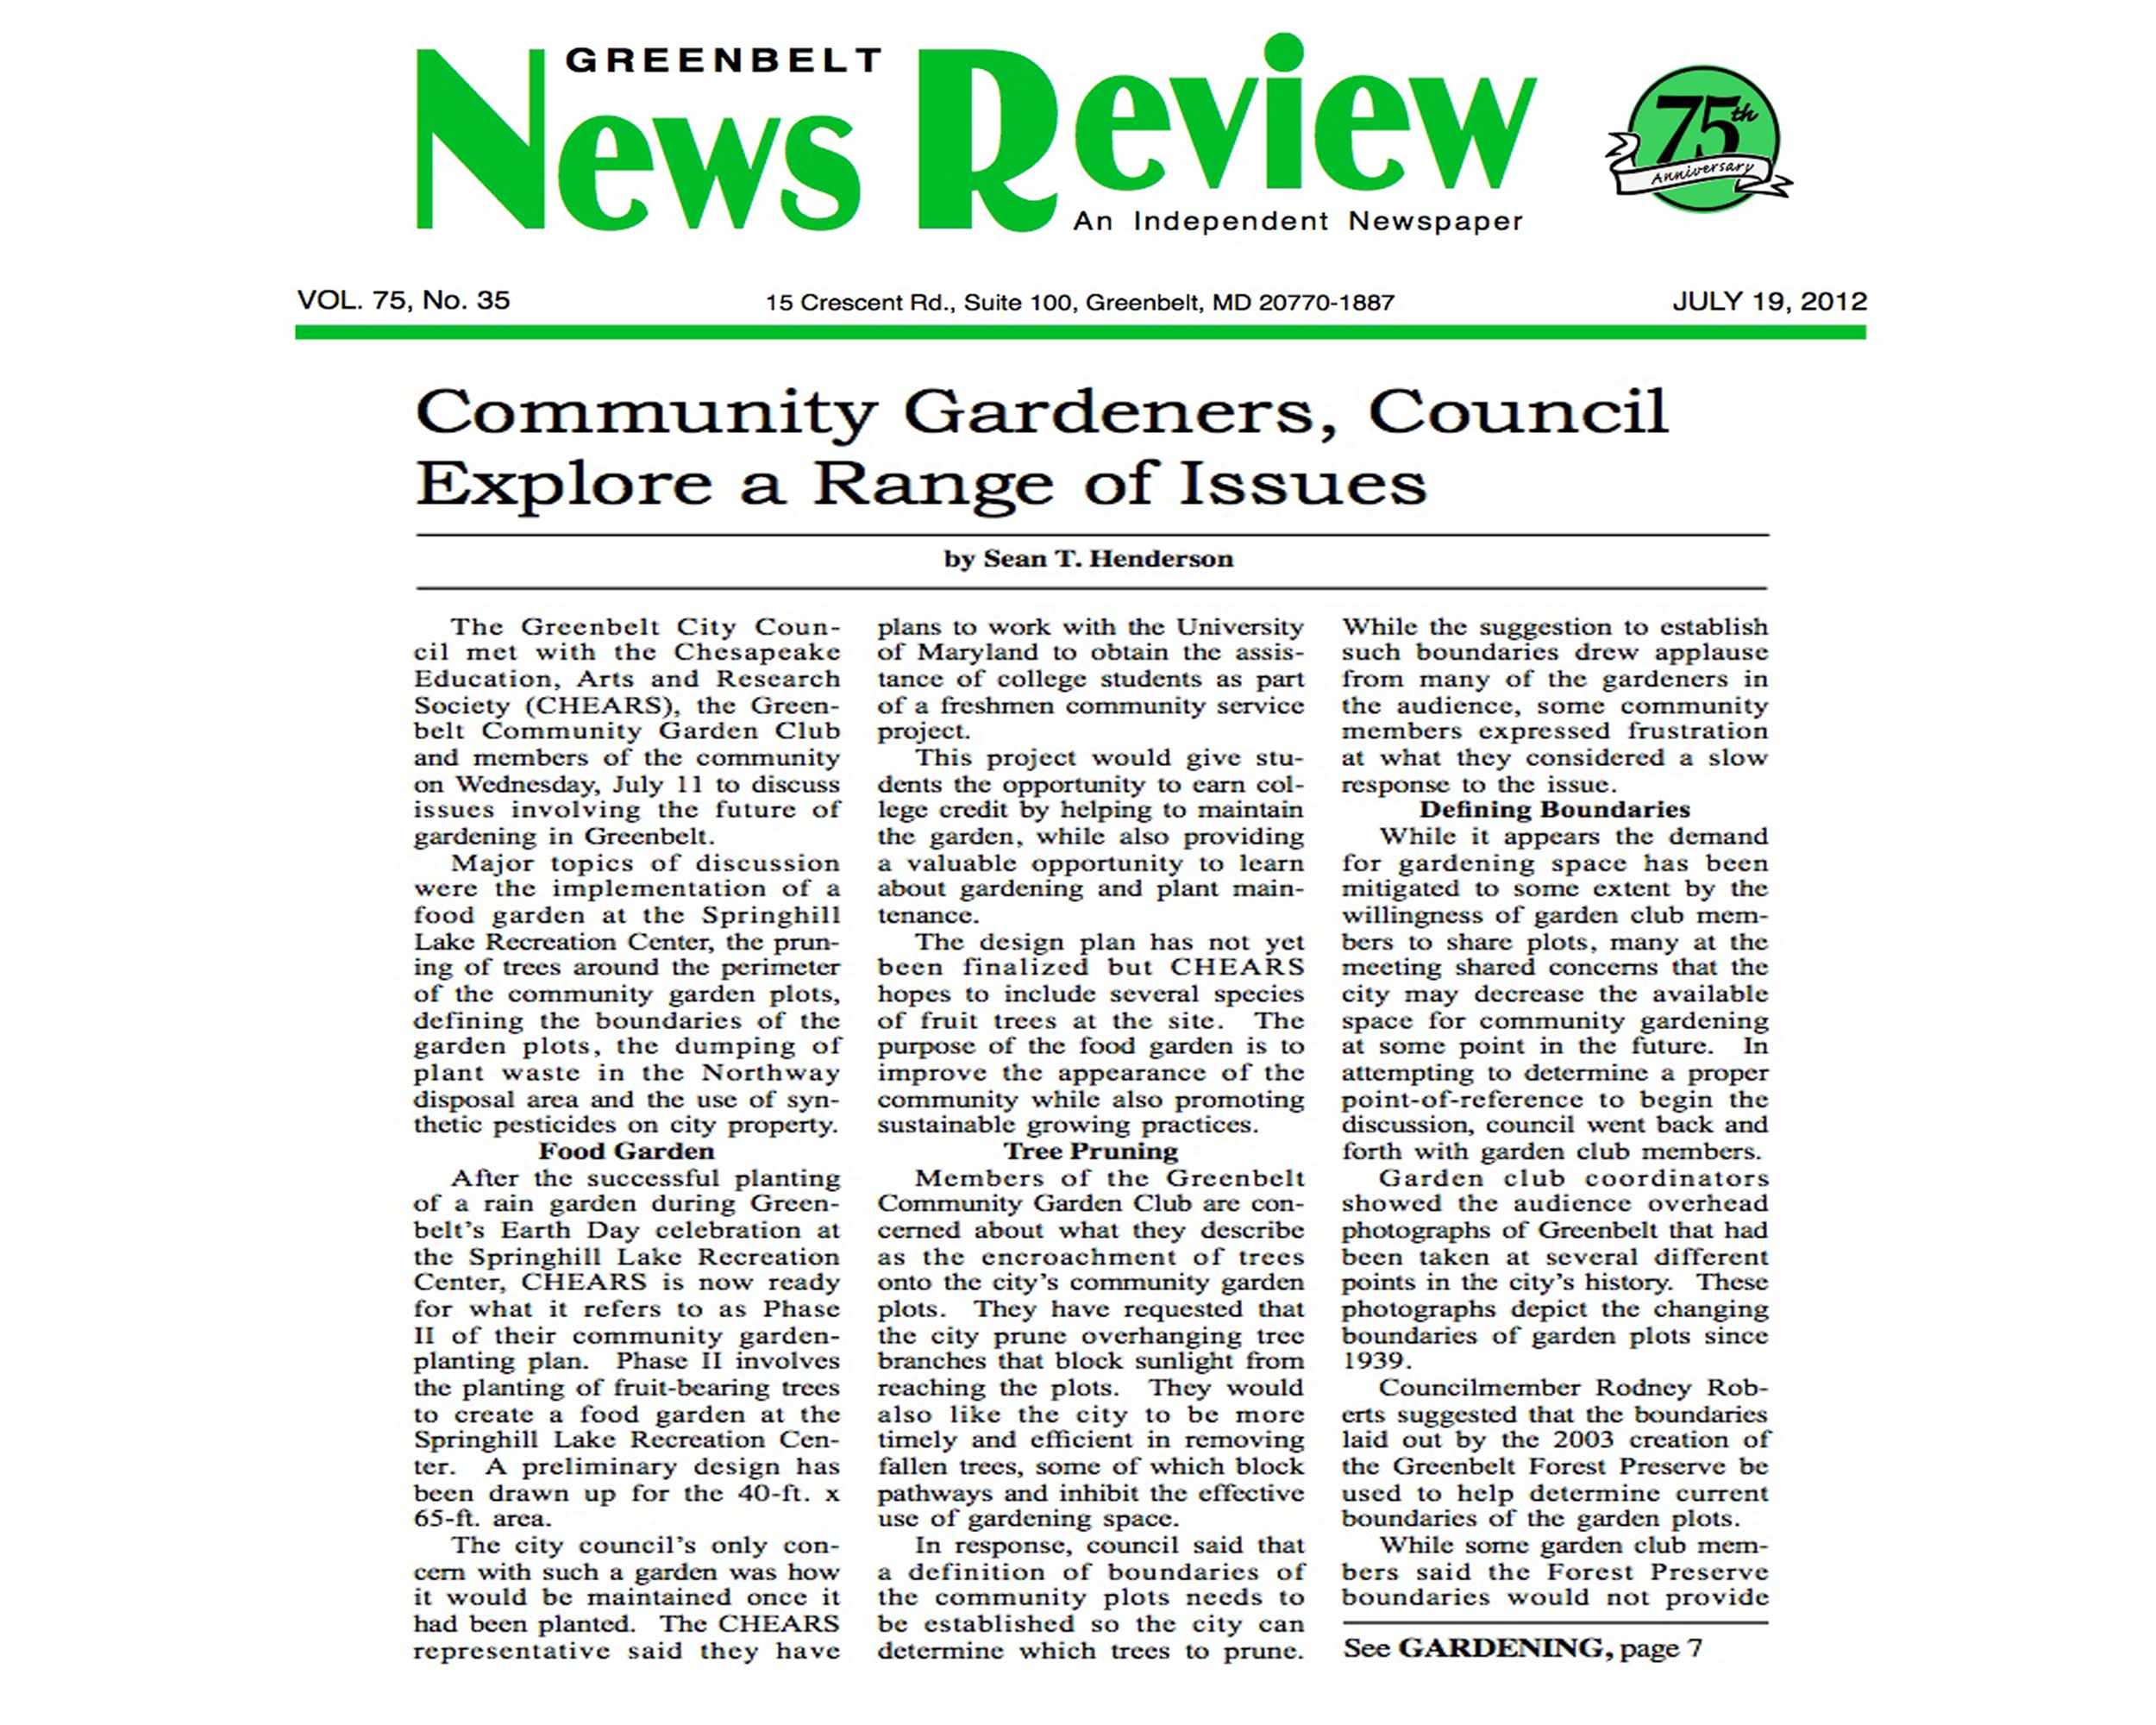 GREENBELT
News Review
An Independent Newspaper
75th
Anniversary
VOL. 75, No. 35
15 Crescent Rd., Suite 100, Greenbelt, MD 20770-1887
JULY 19, 2012
Community Gardeners, Council
Explore a Range of Issues
by Sean T. Henderson
The Greenbelt City Coun-
cil met with the Chesapeake
Education, Arts and Research
Society (CHEARS), the Green-
belt Community Garden Club
and members of the community
on Wednesday, July 11 to discuss
issues involving the future of
gardening in Greenbelt.
Major topics of discussion
were the implementation of a
food garden at the Springhill
Lake Recreation Center, the prun-
ing of trees around the perimeter
of the community garden plots,
defining the boundaries of the
garden plots, the dumping of
plant waste in the Northway
disposal area and the use of syn-
thetic pesticides on city property.
Food Garden
After the successful planting
of a rain garden during Green-
belt's Earth Day celebration at
the Springhill Lake Recreation
Center, CHEARS is now ready
for what it refers to as Phase
II of their community garden-
planting plan. Phase II involves
the planting of fruit-bearing trees
to create a food garden at the
Springhill Lake Recreation Cen-
ter. A preliminary design has
been drawn up for the 40-ft. x
65-ft. area.
The city council's only con-
cern with such a garden was how
it would be maintained once it
had been planted. The CHEARS
representative said they have
plans to work with the University
of Maryland to obtain the assis-
tance of college students as part
of a freshmen community service
project.
This project would give stu-
dents the opportunity to earn col-
lege credit by helping to maintain
the garden, while also providing
a valuable opportunity to learn
about gardening and plant main-
tenance.
The design plan has not yet
been finalized but CHEARS
hopes to include several species
of fruit trees at the site. The
purpose of the food garden is to
improve the appearance of the
community while also promoting
sustainable growing practices.
Tree Pruning
Members of the Greenbelt
Community Garden Club are con-
cerned about what they describe
as the encroachment of trees
onto the city's community garden
plots. They have requested that
the city prune overhanging tree
branches that block sunlight from
reaching the plots. They would
also like the city to be more
timely and efficient in removing
fallen trees, some of which block
pathways and inhibit the effective
use of gardening space.
In response, council said that
a definition of boundaries of
the community plots needs to
be established so the city can
determine which trees to prune.
While the suggestion to establish
such boundaries drew applause
from many of the gardeners in
the audience, some community
members expressed frustration
at what they considered a slow
response to the issue.
Defining Boundaries
While it appears the demand
for gardening space has been
mitigated to some extent by the
willingness of garden club mem-
bers to share plots, many at the
meeting shared concerns that the
city may decrease the available
space for community gardening
at some point in the future. In
attempting to determine a proper
point-of-reference to begin the
discussion, council went back and
forth with garden club members.
Garden club coordinators
showed the audience overhead
photographs of Greenbelt that had
been taken at several different
points in the city's history. These
photographs depict the changing
boundaries of garden plots since
1939.
Councilmember Rodney Rob-
erts suggested that the boundaries
laid out by the 2003 creation of
the Greenbelt Forest Preserve be
used to help determine current
boundaries of the garden plots.
While some garden club mem-
bers said the Forest Preserve
boundaries would not provide
See GARDENING, page 7